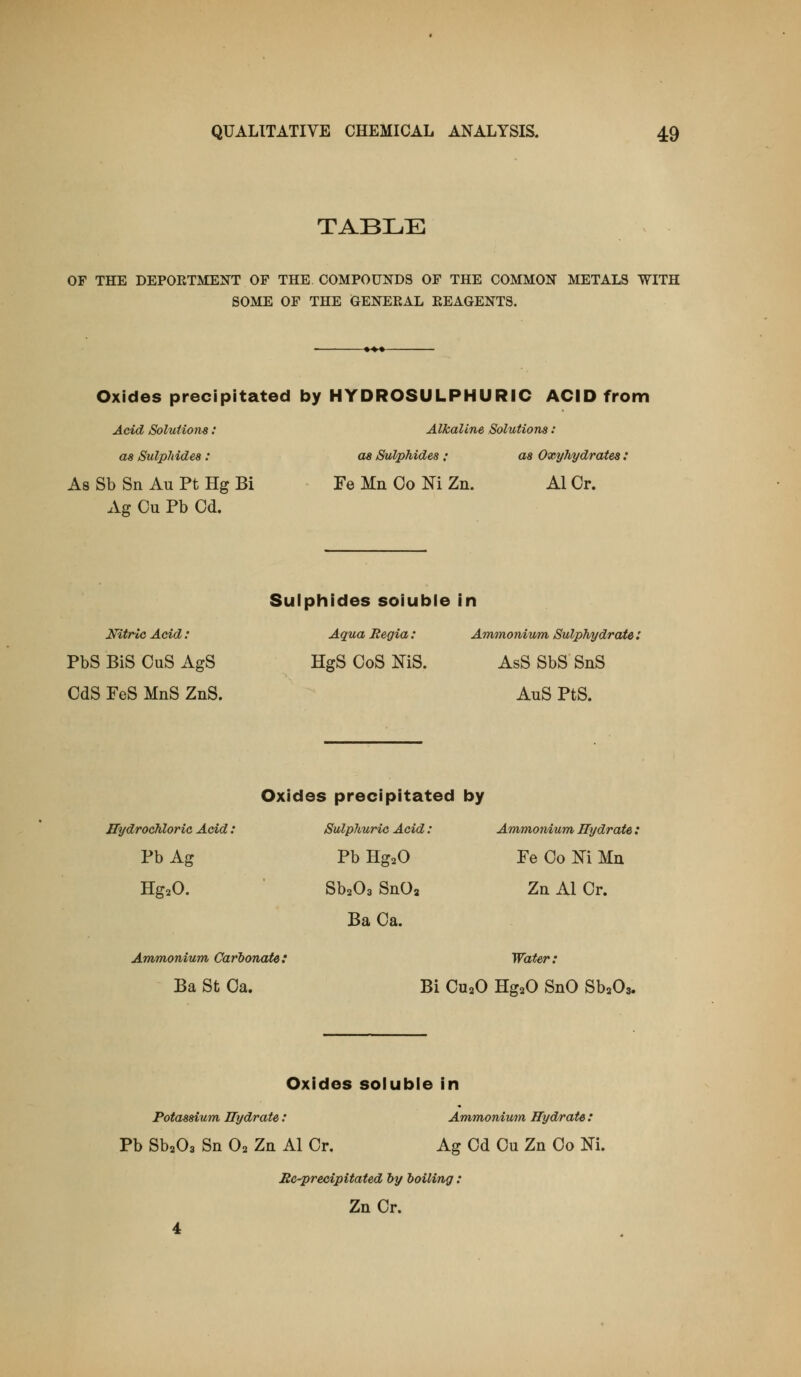 QUALITATIVE CHEMICAL ANALYSIS. 49
TABLE
OF THE DEPORTMENT OF THE COMPOUNDS OF THE COMMON METALS WITH
SOME OF THE GENERAL REAGENTS.
Oxides precipitated by HYDROSULPHURIC ACID from
Acid Solutions: Alkaline Solutions:
as Sulphides: as Sulphides; as Oxyhydrates:
As Sb Sn Au Pt Hg Bi Fe Mn Co Ni Zn. Al Cr.
Ag Cu Pb Cd.
Sulphides soluble in
Nitric Acid: Aqua Regia: Ammonium Sulphydrate:
PbS BiS CuS AgS HgS CoS NiS. AsS SbS SnS
CdS FeS MnS ZnS. AuS PtS.
Oxides precipitated by
Hydrochloric Acid: Sulphuric Acid: Ammonium Hydrate:
Pb Ag Pb Hg₂O Fe Co Ni Mn
Hg₂O. Sb₂O₃ SnO₂ Zn Al Cr.
Ba Ca.
Ammonium Carbonate: Water:
Ba St Ca. Bi Cu₂O Hg₂O SnO Sb₂O₃.
Oxides soluble in
Potassium Hydrate: Ammonium Hydrate:
Pb Sb₂O₃ Sn O₂ Zn Al Cr. Ag Cd Cu Zn Co Ni.
Re-precipitated by boiling:
Zn Cr.
4